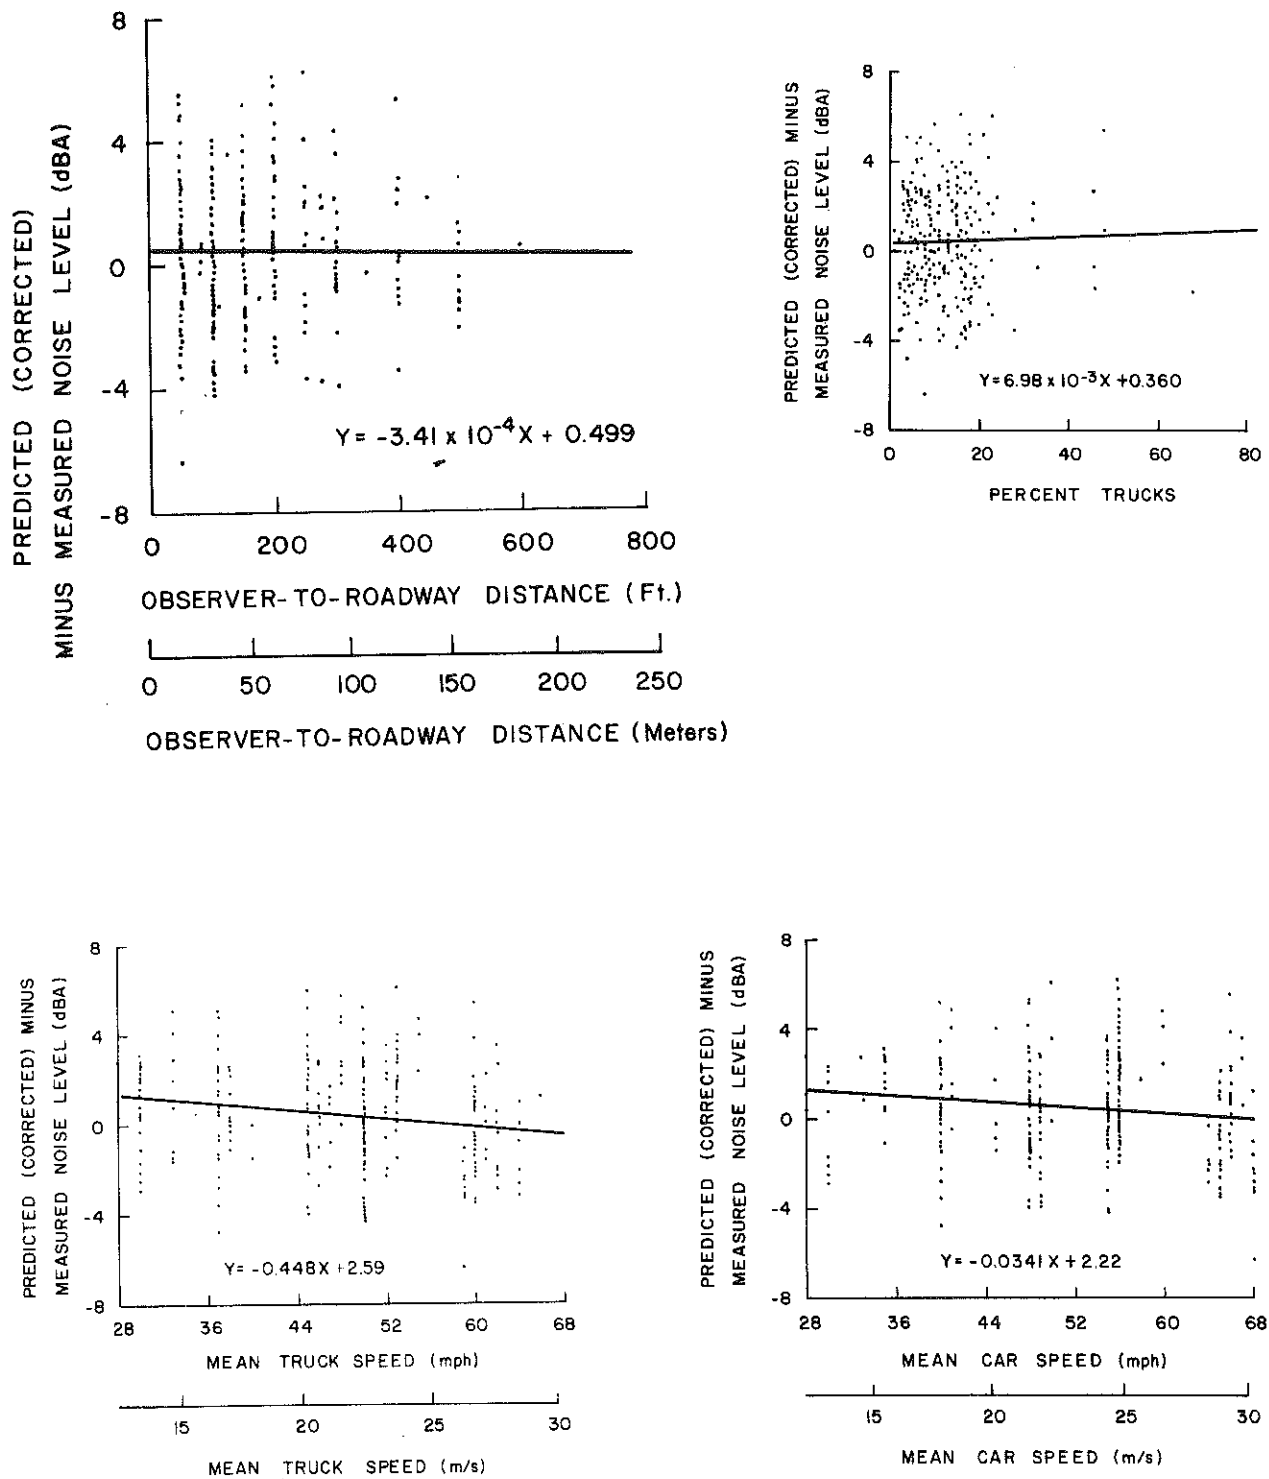 PREDICTED (CORRECTED)
MINUS MEASURED NOISE LEVEL (dBA)
8
4
0
-4
-8
Y = -3.41 x 10-4 X + 0.499
0 200 400 600 800
OBSERVER-TO-ROADWAY DISTANCE (Ft.)
0 50 100 150 200 250
OBSERVER-TO-ROADWAY DISTANCE (Meters)
PREDICTED (CORRECTED) MINUS
MEASURED NOISE LEVEL (dBA)
8
4
0
-4
-8
Y=6.98 x 10-3X +0.360
0 20 40 60 80
PERCENT TRUCKS
PREDICTED (CORRECTED) MINUS
MEASURED NOISE LEVEL (dBA)
8
4
0
-4
-8
Y= -0.448X +2.59
28 36 44 52 60 68
MEAN TRUCK SPEED (mph)
15 20 25 30
MEAN TRUCK SPEED (m/s)
PREDICTED (CORRECTED) MINUS
MEASURED NOISE LEVEL (dBA)
8
4
0
-4
-8
Y= -0.0341X + 2.22
28 36 44 52 60 68
MEAN CAR SPEED (mph)
15 20 25 30
MEAN CAR SPEED (m/s)